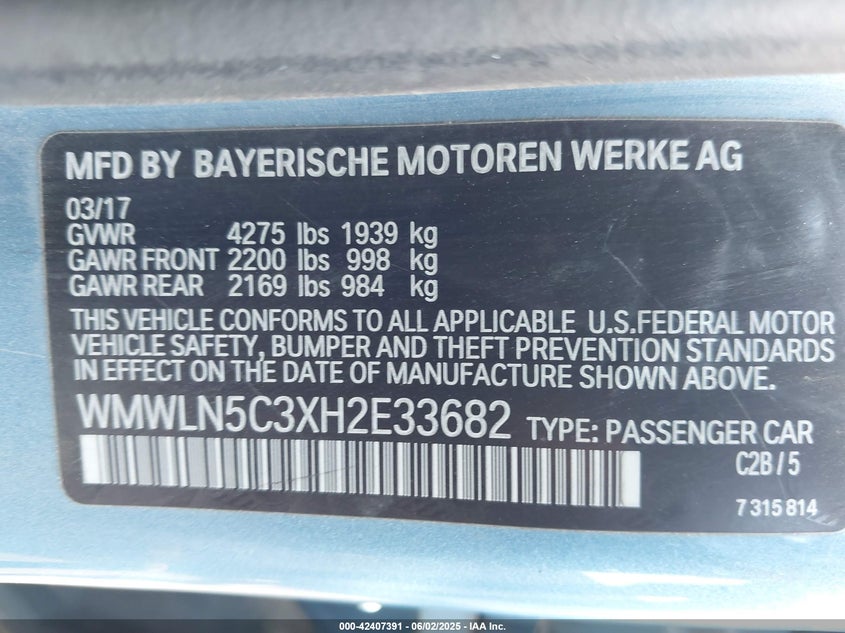 MFD BY BAYERISCHE MOTOREN WERKE AG
03/17
GVWR 4275 lbs 1939 kg
GAWR FRONT 2200 lbs 998 kg
GAWR REAR 2169 lbs 984 kg
THIS VEHICLE CONFORMS TO ALL APPLICABLE U.S.FEDERAL MOTOR
VEHICLE SAFETY, BUMPER AND THEFT PREVENTION STANDARDS
IN EFFECT ON THE DATE OF MANUFACTURE SHOWN ABOVE.
WMWLN5C3XH2E33682 TYPE: PASSENGER CAR
C2B / 5
7 315 814
000-42407391 - 06/02/2025 - IAA Inc.